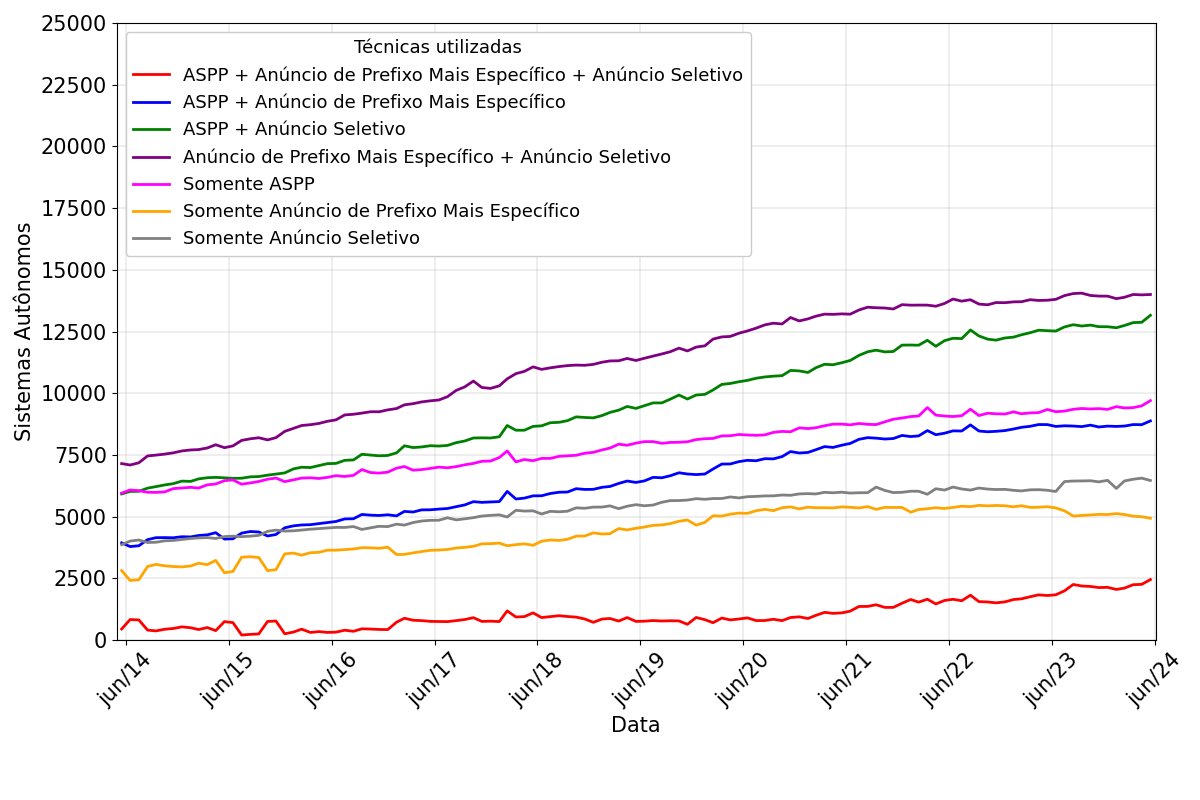 25000
22500
20000
17500
15000
12500
10000
7500
5000
2500
0
Sistemas Autônomos
Técnicas utilizadas
ASPP + Anúncio de Prefixo Mais Específico + Anúncio Seletivo
ASPP + Anúncio de Prefixo Mais Específico
ASPP + Anúncio Seletivo
Anúncio de Prefixo Mais Específico + Anúncio Seletivo
Somente ASPP
Somente Anúncio de Prefixo Mais Específico
Somente Anúncio Seletivo
jun/14
jun/15
jun/16
jun/17
jun/18
jun/19
jun/20
jun/21
jun/22
jun/23
jun/24
Data